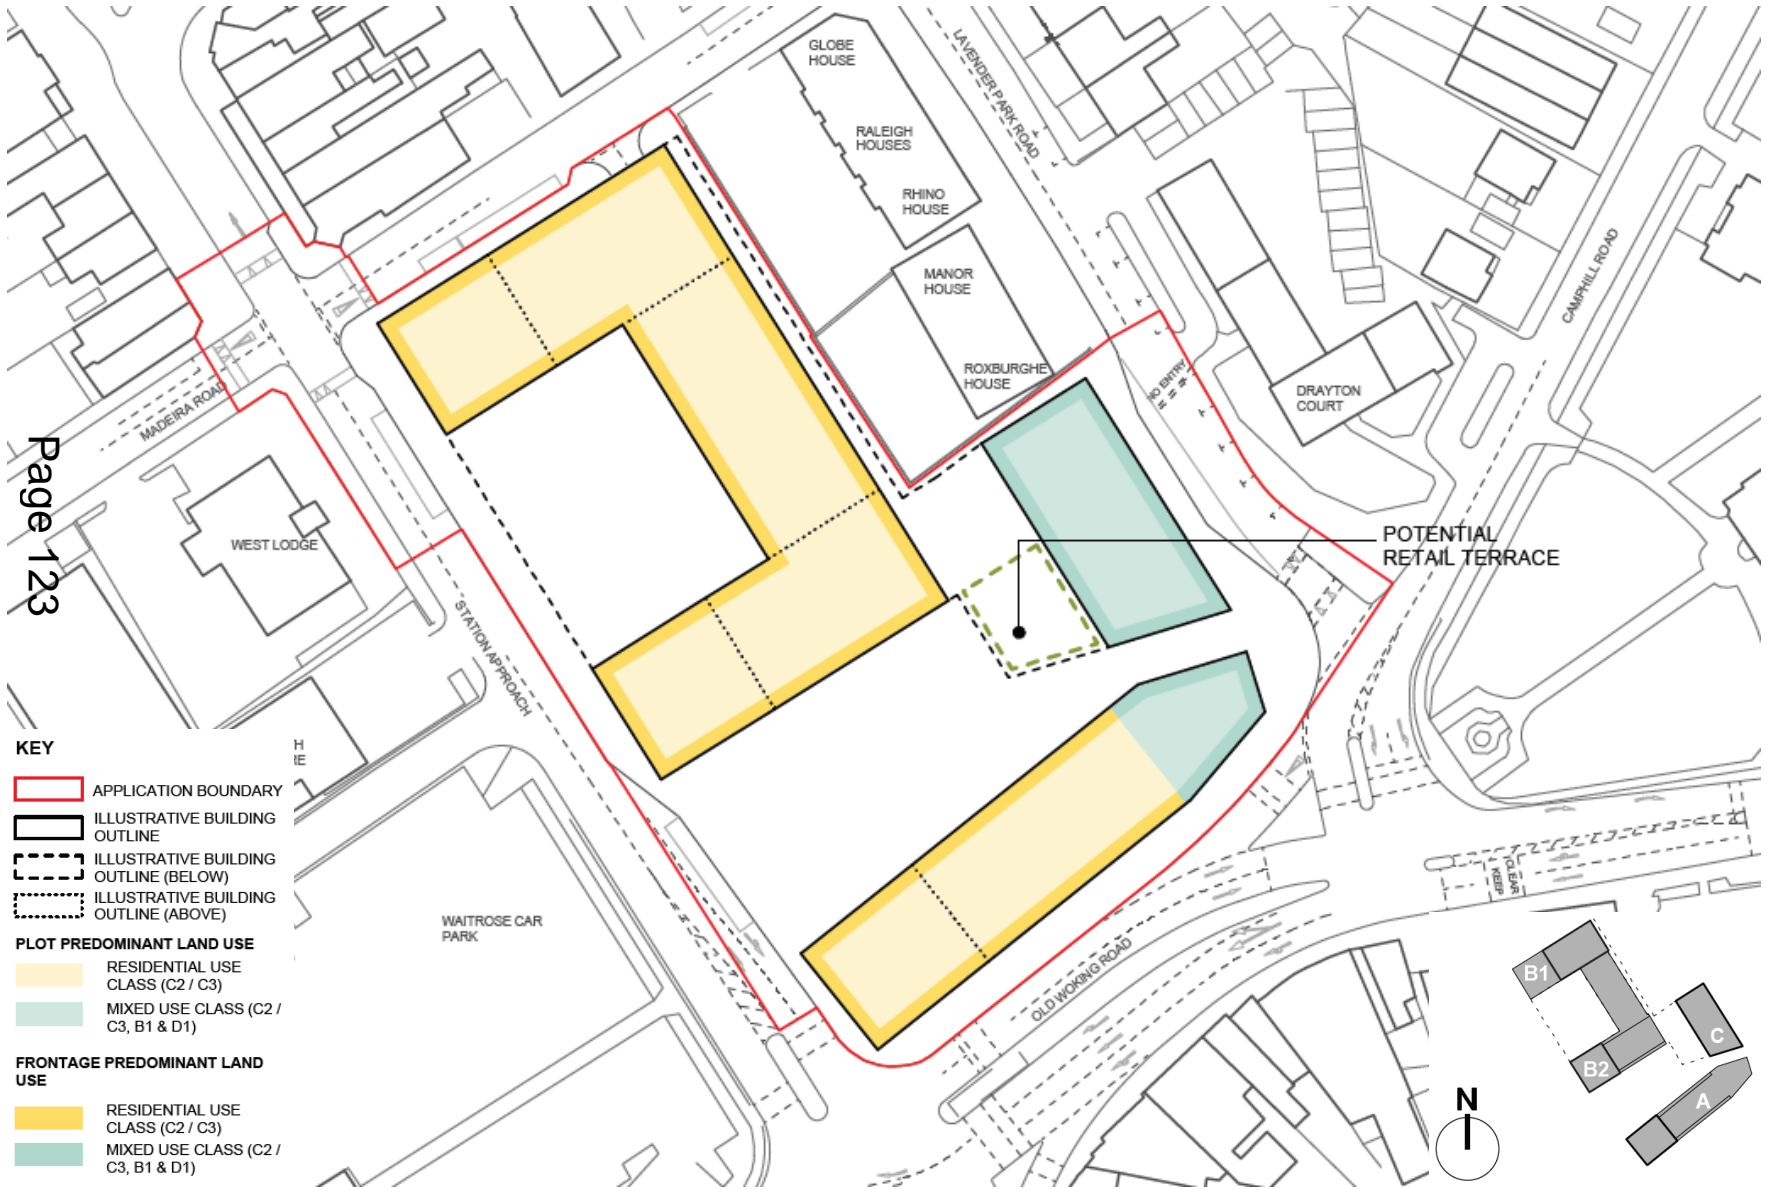 GLOBE
HOUSE
RALEIGH
HOUSES
RHINO
HOUSE
MANOR
HOUSE
ROXBURGHE
HOUSE
LAVENDER PARK ROAD
CAMPHILL ROAD
NO ENTRY
DRAYTON
COURT
MADEIRA ROAD
Page 123
WEST LODGE
STATION APPROACH
POTENTIAL
RETAIL TERRACE
H
RE
WAITROSE CAR
PARK
OLD WOKING ROAD
KEEP
CLEAR
KEY
APPLICATION BOUNDARY
ILLUSTRATIVE BUILDING
OUTLINE
ILLUSTRATIVE BUILDING
OUTLINE (BELOW)
ILLUSTRATIVE BUILDING
OUTLINE (ABOVE)
PLOT PREDOMINANT LAND USE
RESIDENTIAL USE
CLASS (C2 / C3)
MIXED USE CLASS (C2 /
C3, B1 & D1)
FRONTAGE PREDOMINANT LAND
USE
RESIDENTIAL USE
CLASS (C2 / C3)
MIXED USE CLASS (C2 /
C3, B1 & D1)
B1
C
B2
A
N